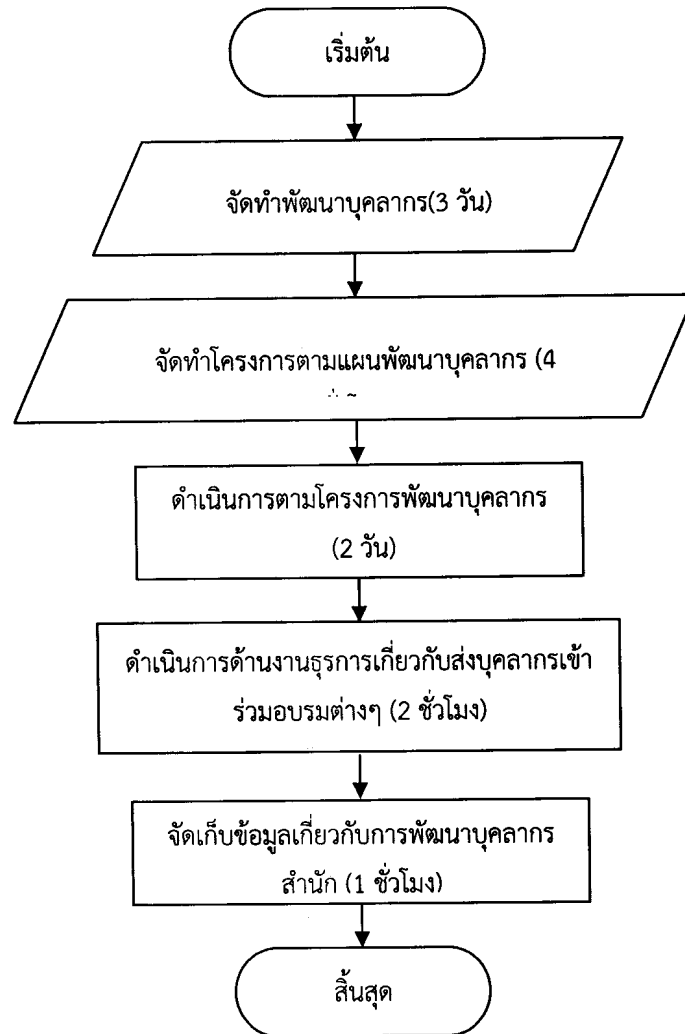 เริ่มต้น
จัดทำพัฒนาบุคลากร(3 วัน)
จัดทำโครงการตามแผนพัฒนาบุคลากร (4
ดำเนินการตามโครงการพัฒนาบุคลากร
(2 วัน)
ดำเนินการด้านงานธุรการเกี่ยวกับส่งบุคลากรเข้า
ร่วมอบรมต่างๆ (2 ชั่วโมง)
จัดเก็บข้อมูลเกี่ยวกับการพัฒนาบุคลากร
สำนัก (1 ชั่วโมง)
สิ้นสุด